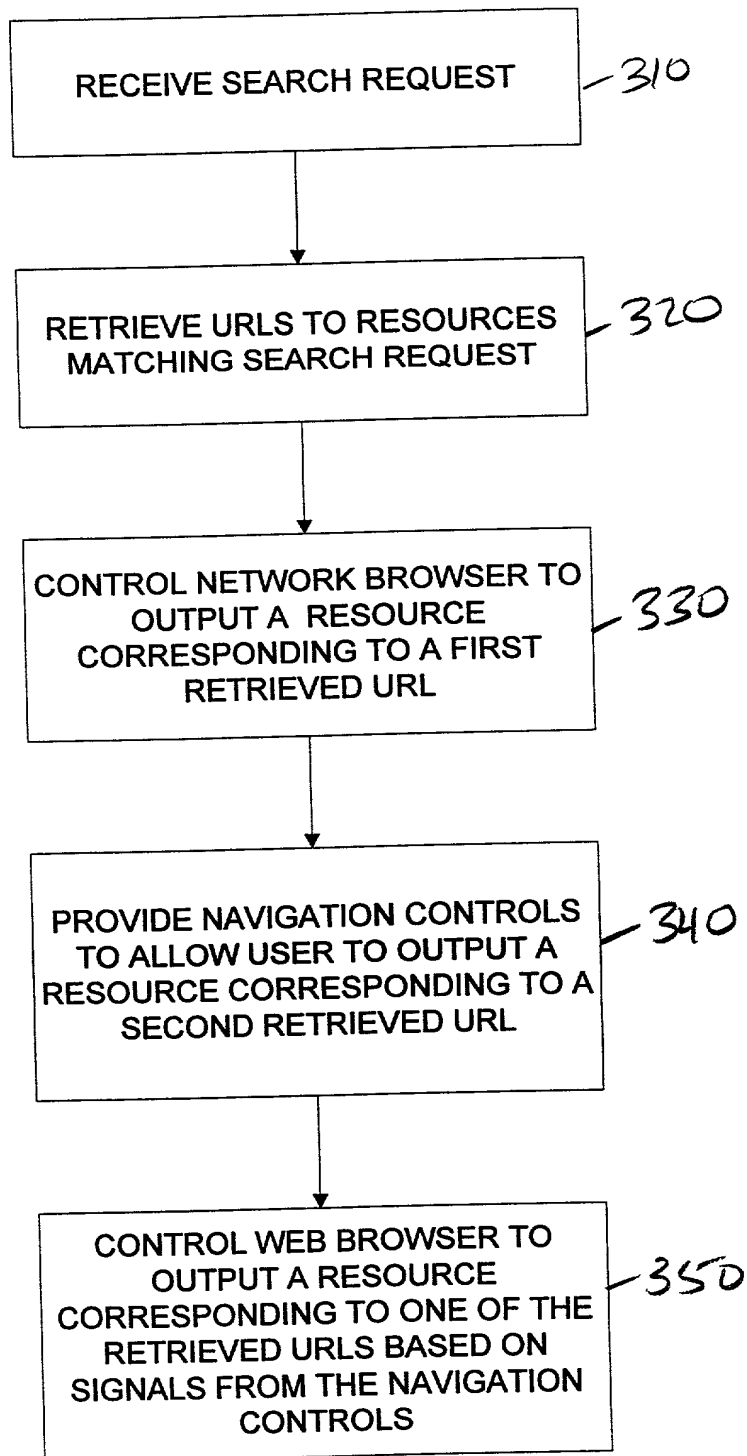 RECEIVE SEARCH REQUEST
310
RETRIEVE URLS TO RESOURCES
MATCHING SEARCH REQUEST
320
CONTROL NETWORK BROWSER TO
OUTPUT A RESOURCE
CORRESPONDING TO A FIRST
RETRIEVED URL
330
PROVIDE NAVIGATION CONTROLS
TO ALLOW USER TO OUTPUT A
RESOURCE CORRESPONDING TO A
SECOND RETRIEVED URL
340
CONTROL WEB BROWSER TO
OUTPUT A RESOURCE
CORRESPONDING TO ONE OF THE
RETRIEVED URLS BASED ON
SIGNALS FROM THE NAVIGATION
CONTROLS
350